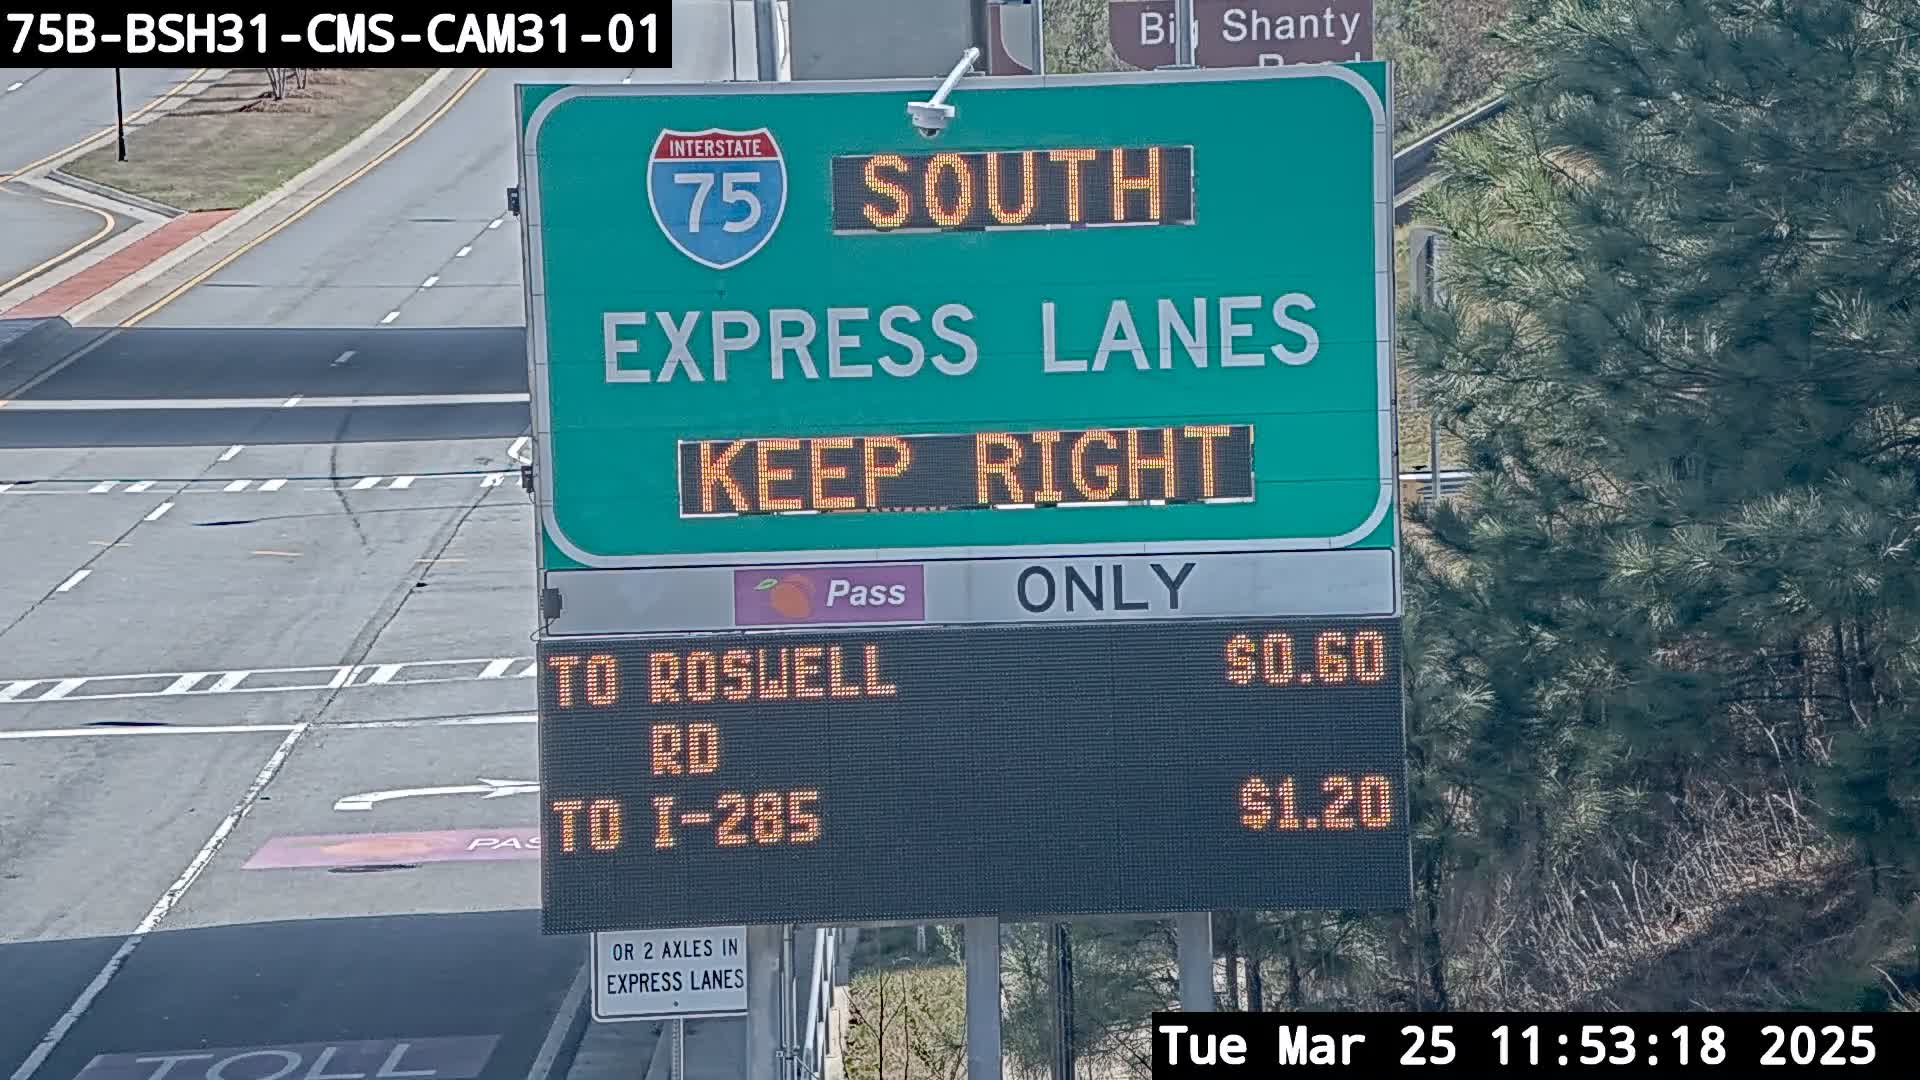 75B-BSH31-CMS-CAM31-01
Big Shanty
Road
INTERSTATE
75
SOUTH
EXPRESS LANES
KEEP RIGHT
Pass ONLY
TO ROSWELL $0.60
RD
TO I-285 $1.20
PAS
OR 2 AXLES IN
EXPRESS LANES
TOLL
Tue Mar 25 11:53:18 2025